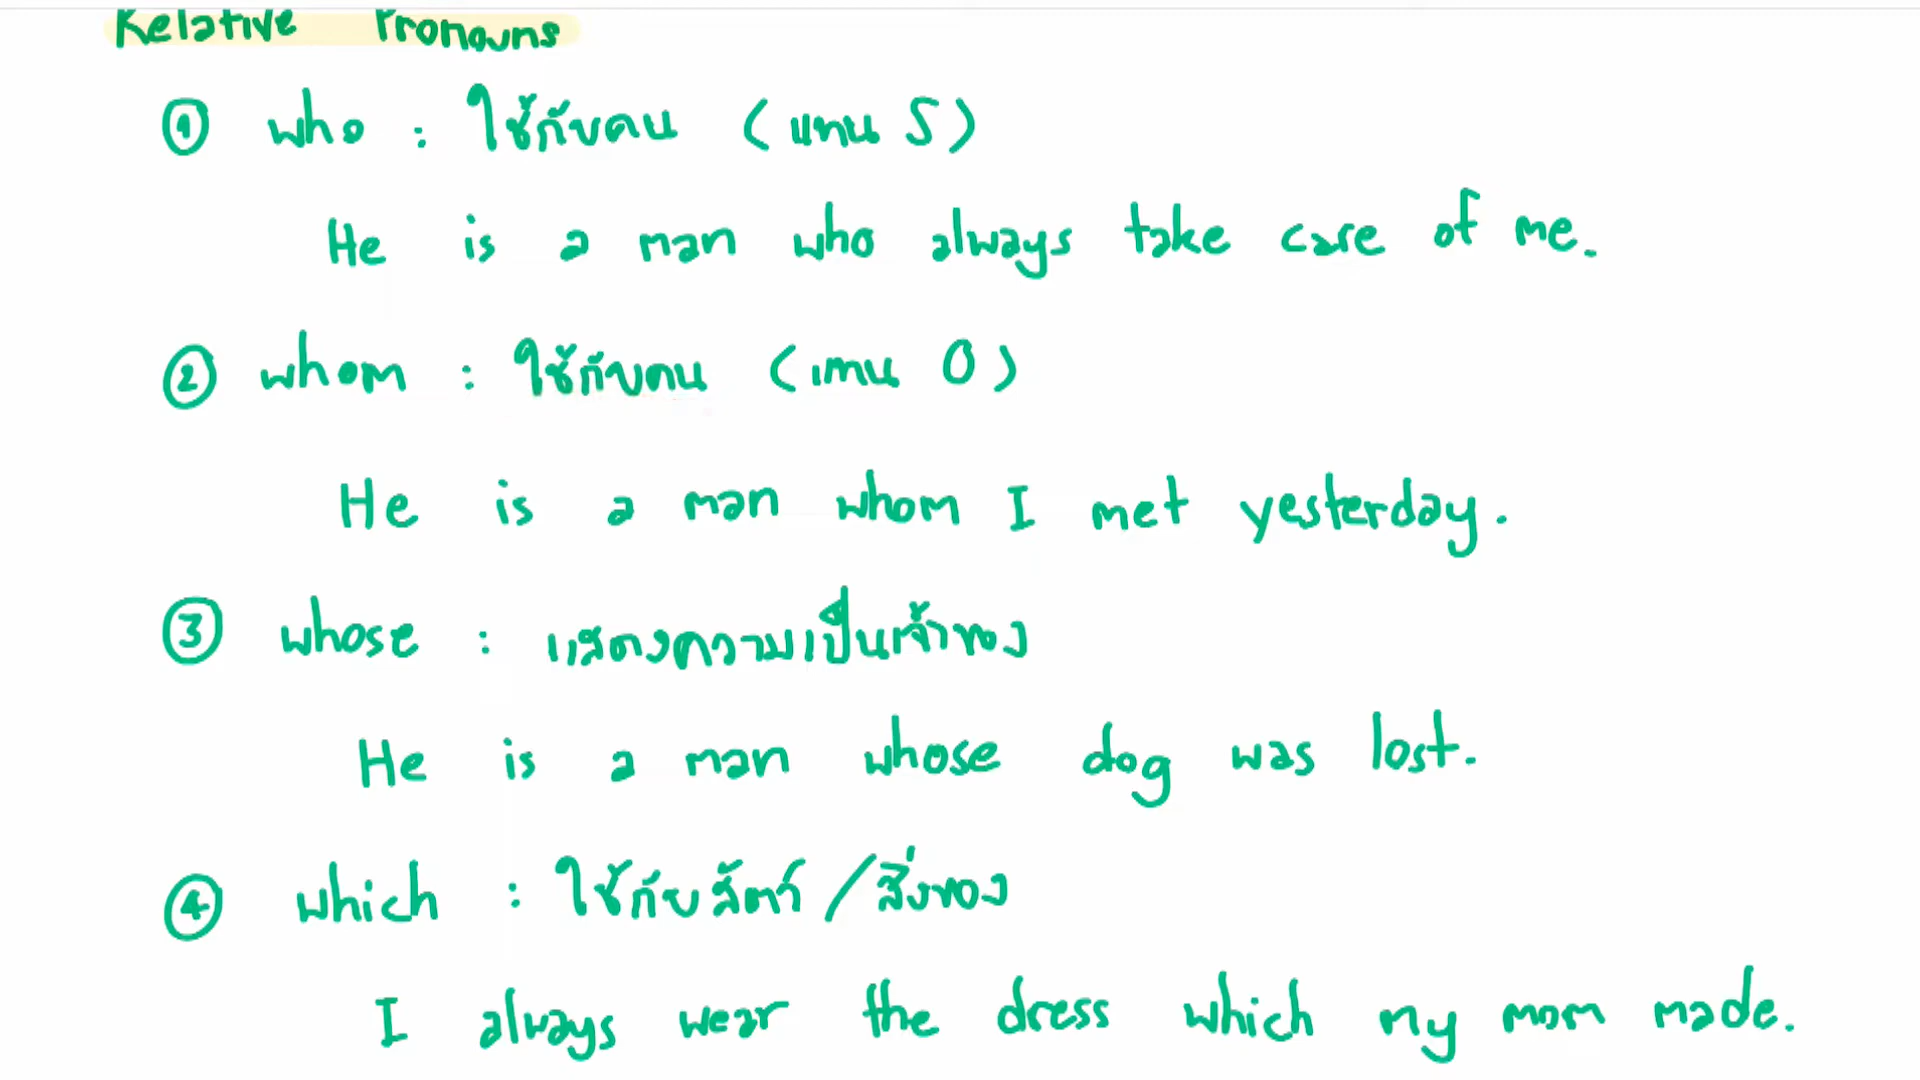 Relative Pronouns
① who : ใช้กับคน (แทน S)
He is a man who always take care of me.
② whom : ใช้กับคน (แทน O)
He is a man whom I met yesterday.
③ whose : แสดงความเป็นเจ้าของ
He is a man whose dog was lost.
④ which : ใช้กับสัตว์ / สิ่งของ
I always wear the dress which my mom made.